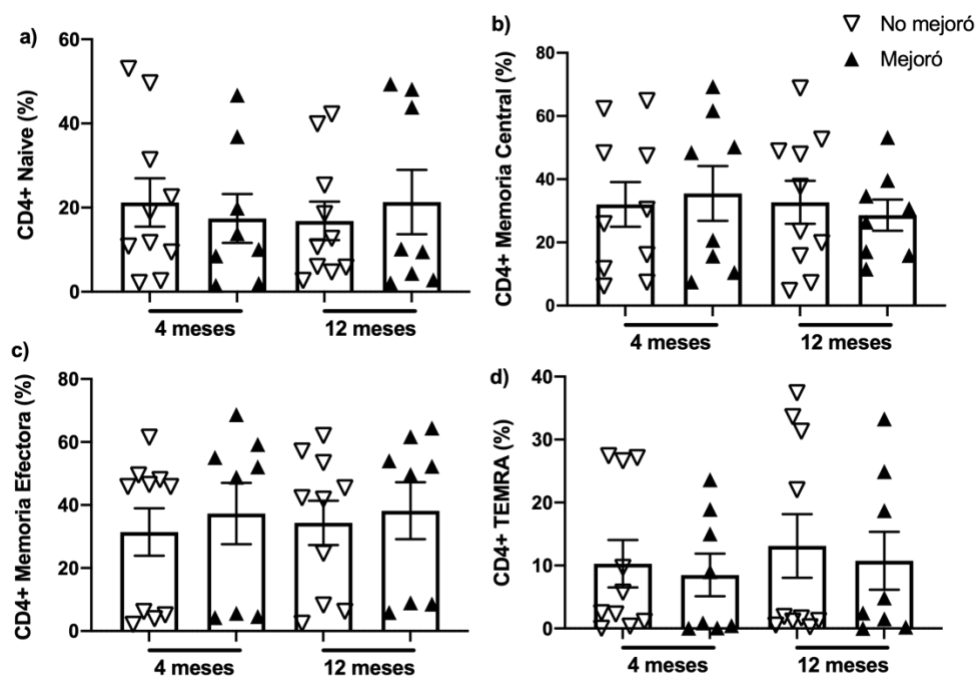 No mejoró
Mejoró
a)
CD4+ Naive (%)
60
40
20
0
4 meses
12 meses
b)
CD4+ Memoria Central (%)
80
60
40
20
0
4 meses
12 meses
c)
CD4+ Memoria Efectora (%)
80
60
40
20
0
4 meses
12 meses
d)
CD4+ TEMRA (%)
40
30
20
10
0
4 meses
12 meses